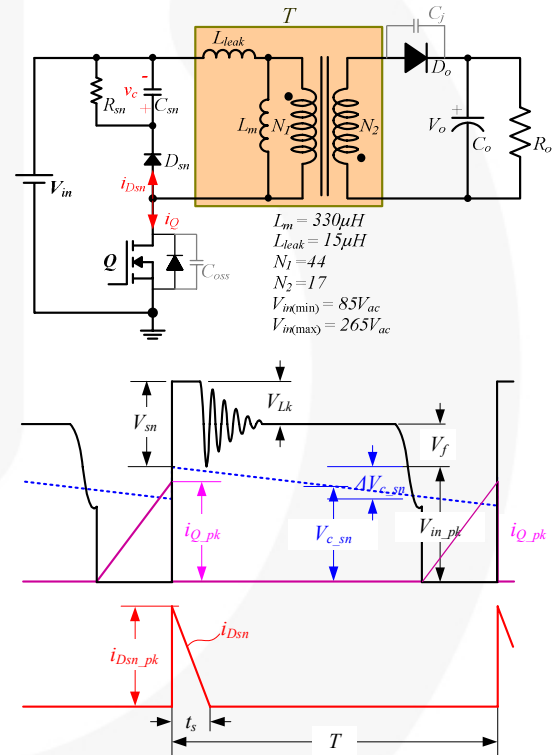 T
C_j
L_leak
D_o
- v_c +
R_sn
C_sn
L_m
N_1
N_2
+
V_o
C_o
R_o
D_sn
V_in
i_Dsn
i_Q
Q
C_oss
L_m = 330μH
L_leak = 15μH
N_1 = 44
N_2 = 17
V_in(min) = 85V_ac
V_in(max) = 265V_ac
V_sn
V_Lk
V_f
ΔV_c_sn
i_Q_pk
V_c_sn
V_in_pk
i_Q_pk
i_Dsn_pk
i_Dsn
t_s
T